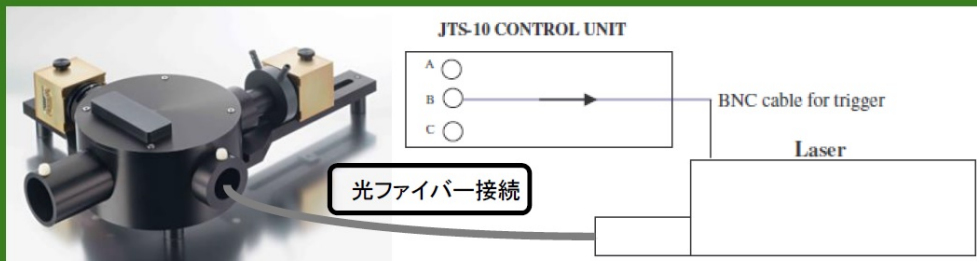 JTS-10 CONTROL UNIT
A
B
BNC cable for trigger
C
Laser
光ファイバー接続